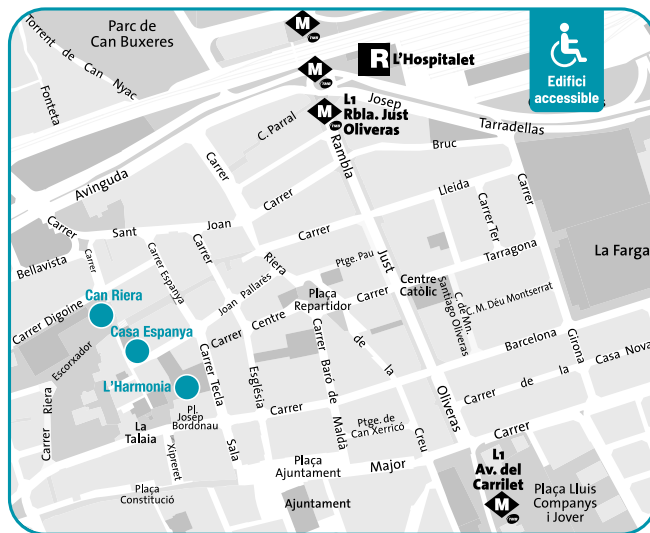 Parc de
Can Buxeres
Torrent de Can Nyac
Fonteta
M
M
M
R
L'Hospitalet
Edifici
accessible
L1
Rbla. Just
Oliveras
Josep
Tarradellas
C. Parral
Avinguda
Carrer
Carrer
Bruc
Rambla
Just
Oliveras
Carrer
Lleida
Carrer Ter
Carrer
Girona
Tarragona
La Farga
Carrer
Sant
Joan
Bellavista
Carrer
Carrer Espanya
Carrer
Riera
Ptge. Pau
Centre
Catòlic
C. de Mn.
Santiago Oliveras
C. M. Dèu Montserrat
Can Riera
Carrer Digoine
Casa Espanya
Joan Pallarès
Plaça
Repartidor
Carrer
Carrer
Centre
Barcelona
Casa Nova
Escorxador
L'Harmonia
Carrer Tecla
Sala
Església
Carrer Baró de Maldà
de la
Creu
Carrer
de la
Carrer Riera
La
Talaia
Pl.
Josep
Bordonau
Xipreret
Carrer
Ptge. de
Can Xerricó
Carrer
Plaça
Ajuntament
Major
Plaça
Constitució
Ajuntament
L1
Av. del
Carrilet
M
Plaça Lluis
Companys
i Jover